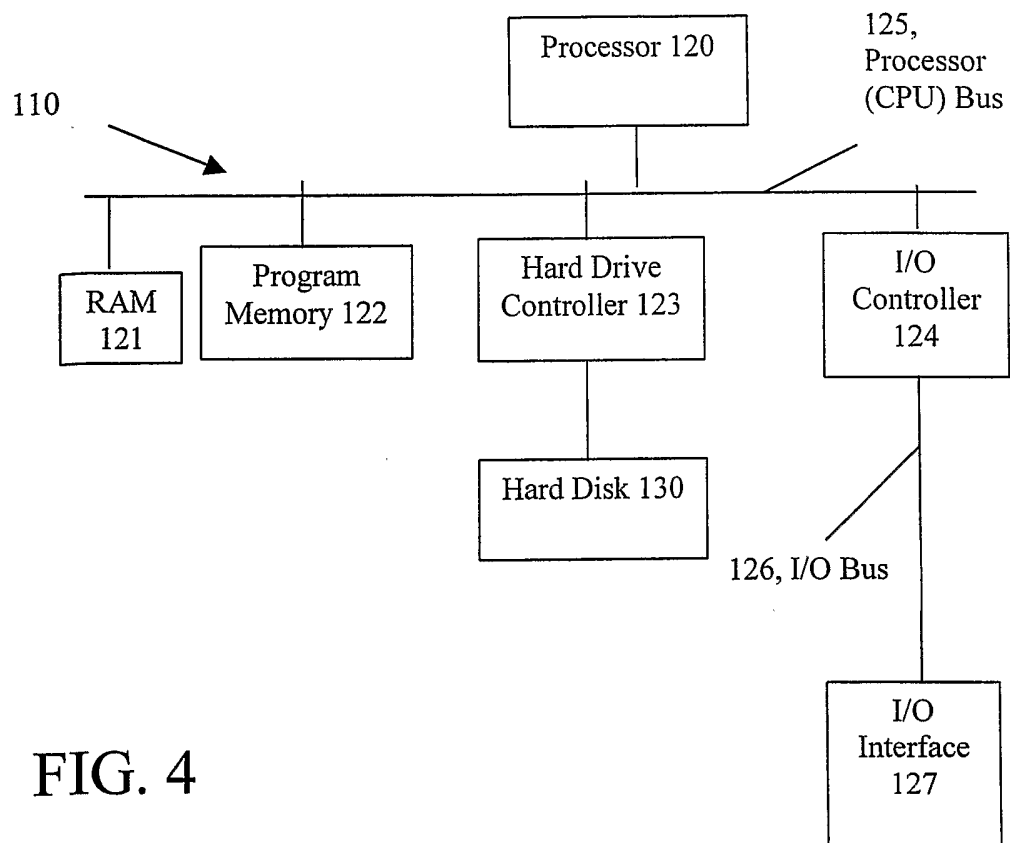 Processor 120
125,
Processor
(CPU) Bus
110
RAM
121
Program
Memory 122
Hard Drive
Controller 123
I/O
Controller
124
Hard Disk 130
126, I/O Bus
I/O
Interface
127
FIG. 4